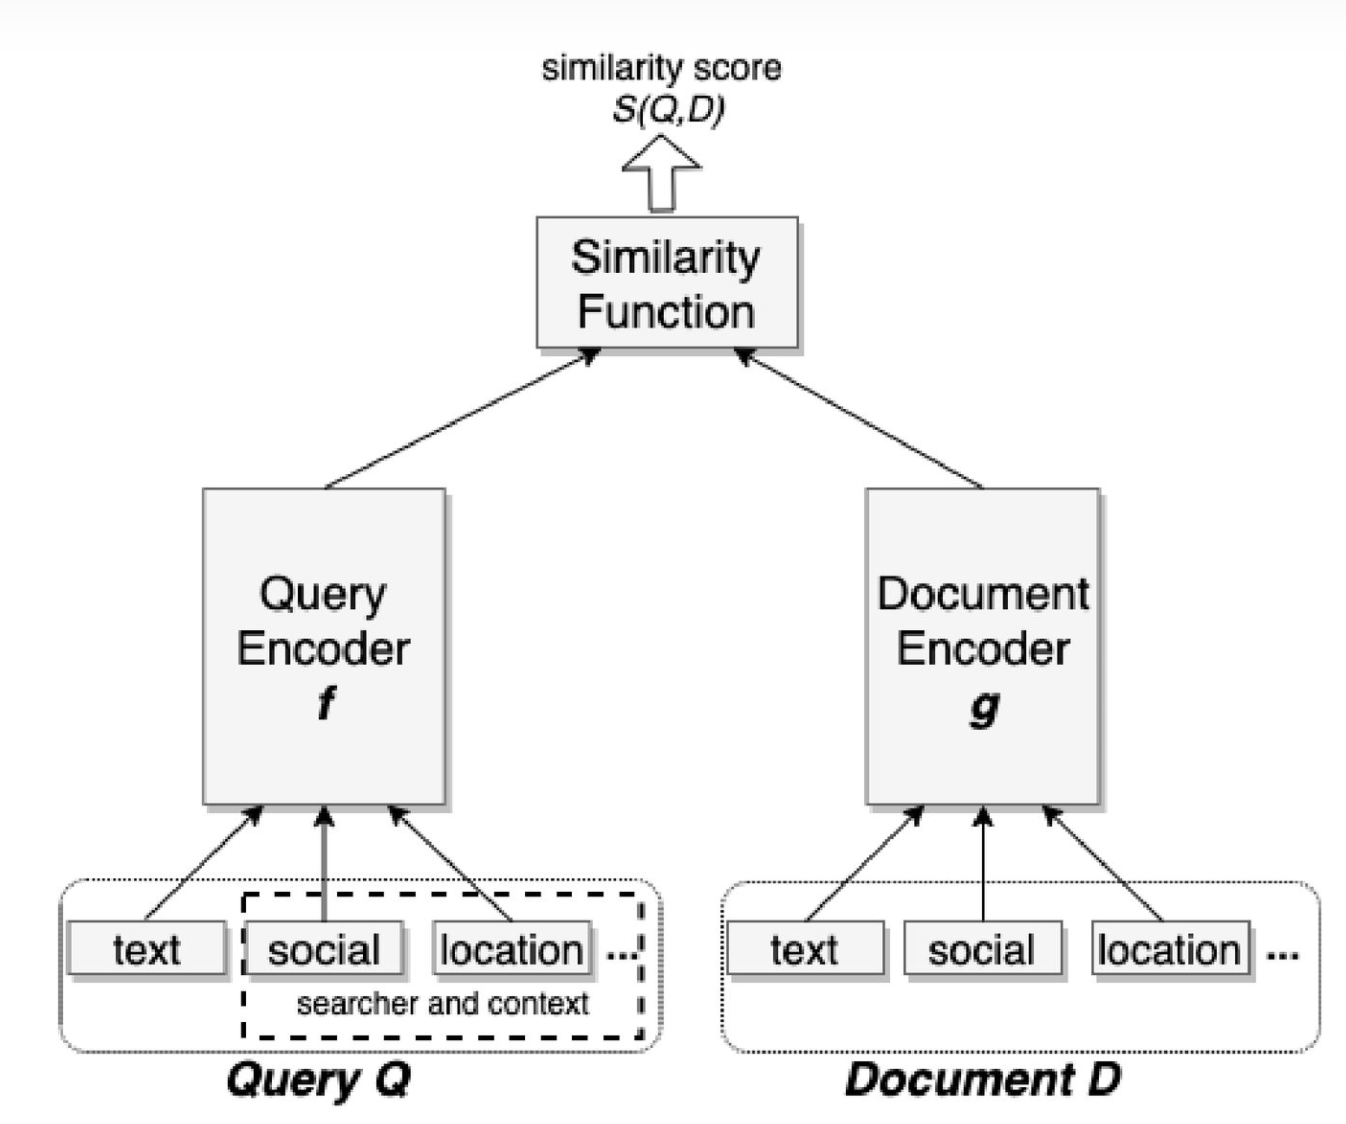 similarity score
S(Q,D)
Similarity
Function
Query
Encoder
f
Document
Encoder
g
text
social
location
...
searcher and context
Query Q
text
social
location
...
Document D